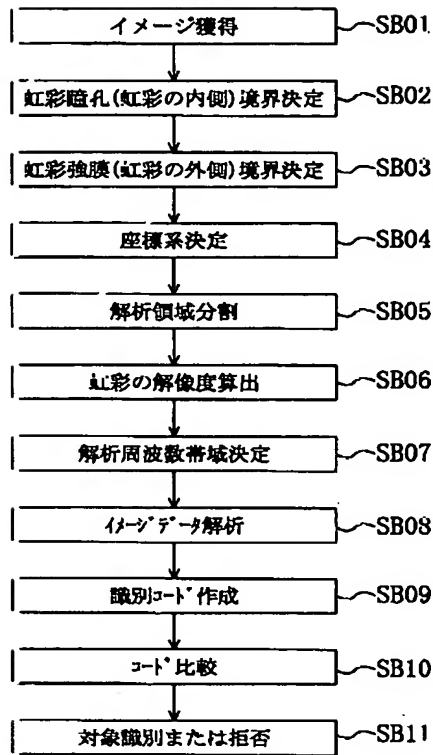 イメージ獲得 SB01
虹彩瞳孔(虹彩の内側)境界決定 SB02
虹彩強膜(虹彩の外側)境界決定 SB03
座標系決定 SB04
解析領域分割 SB05
虹彩の解像度算出 SB06
解析周波数帯域決定 SB07
ｲﾒｰｼﾞﾃﾞｰﾀ解析 SB08
識別ｺｰﾄﾞ作成 SB09
ｺｰﾄﾞ比較 SB10
対象識別または拒否 SB11